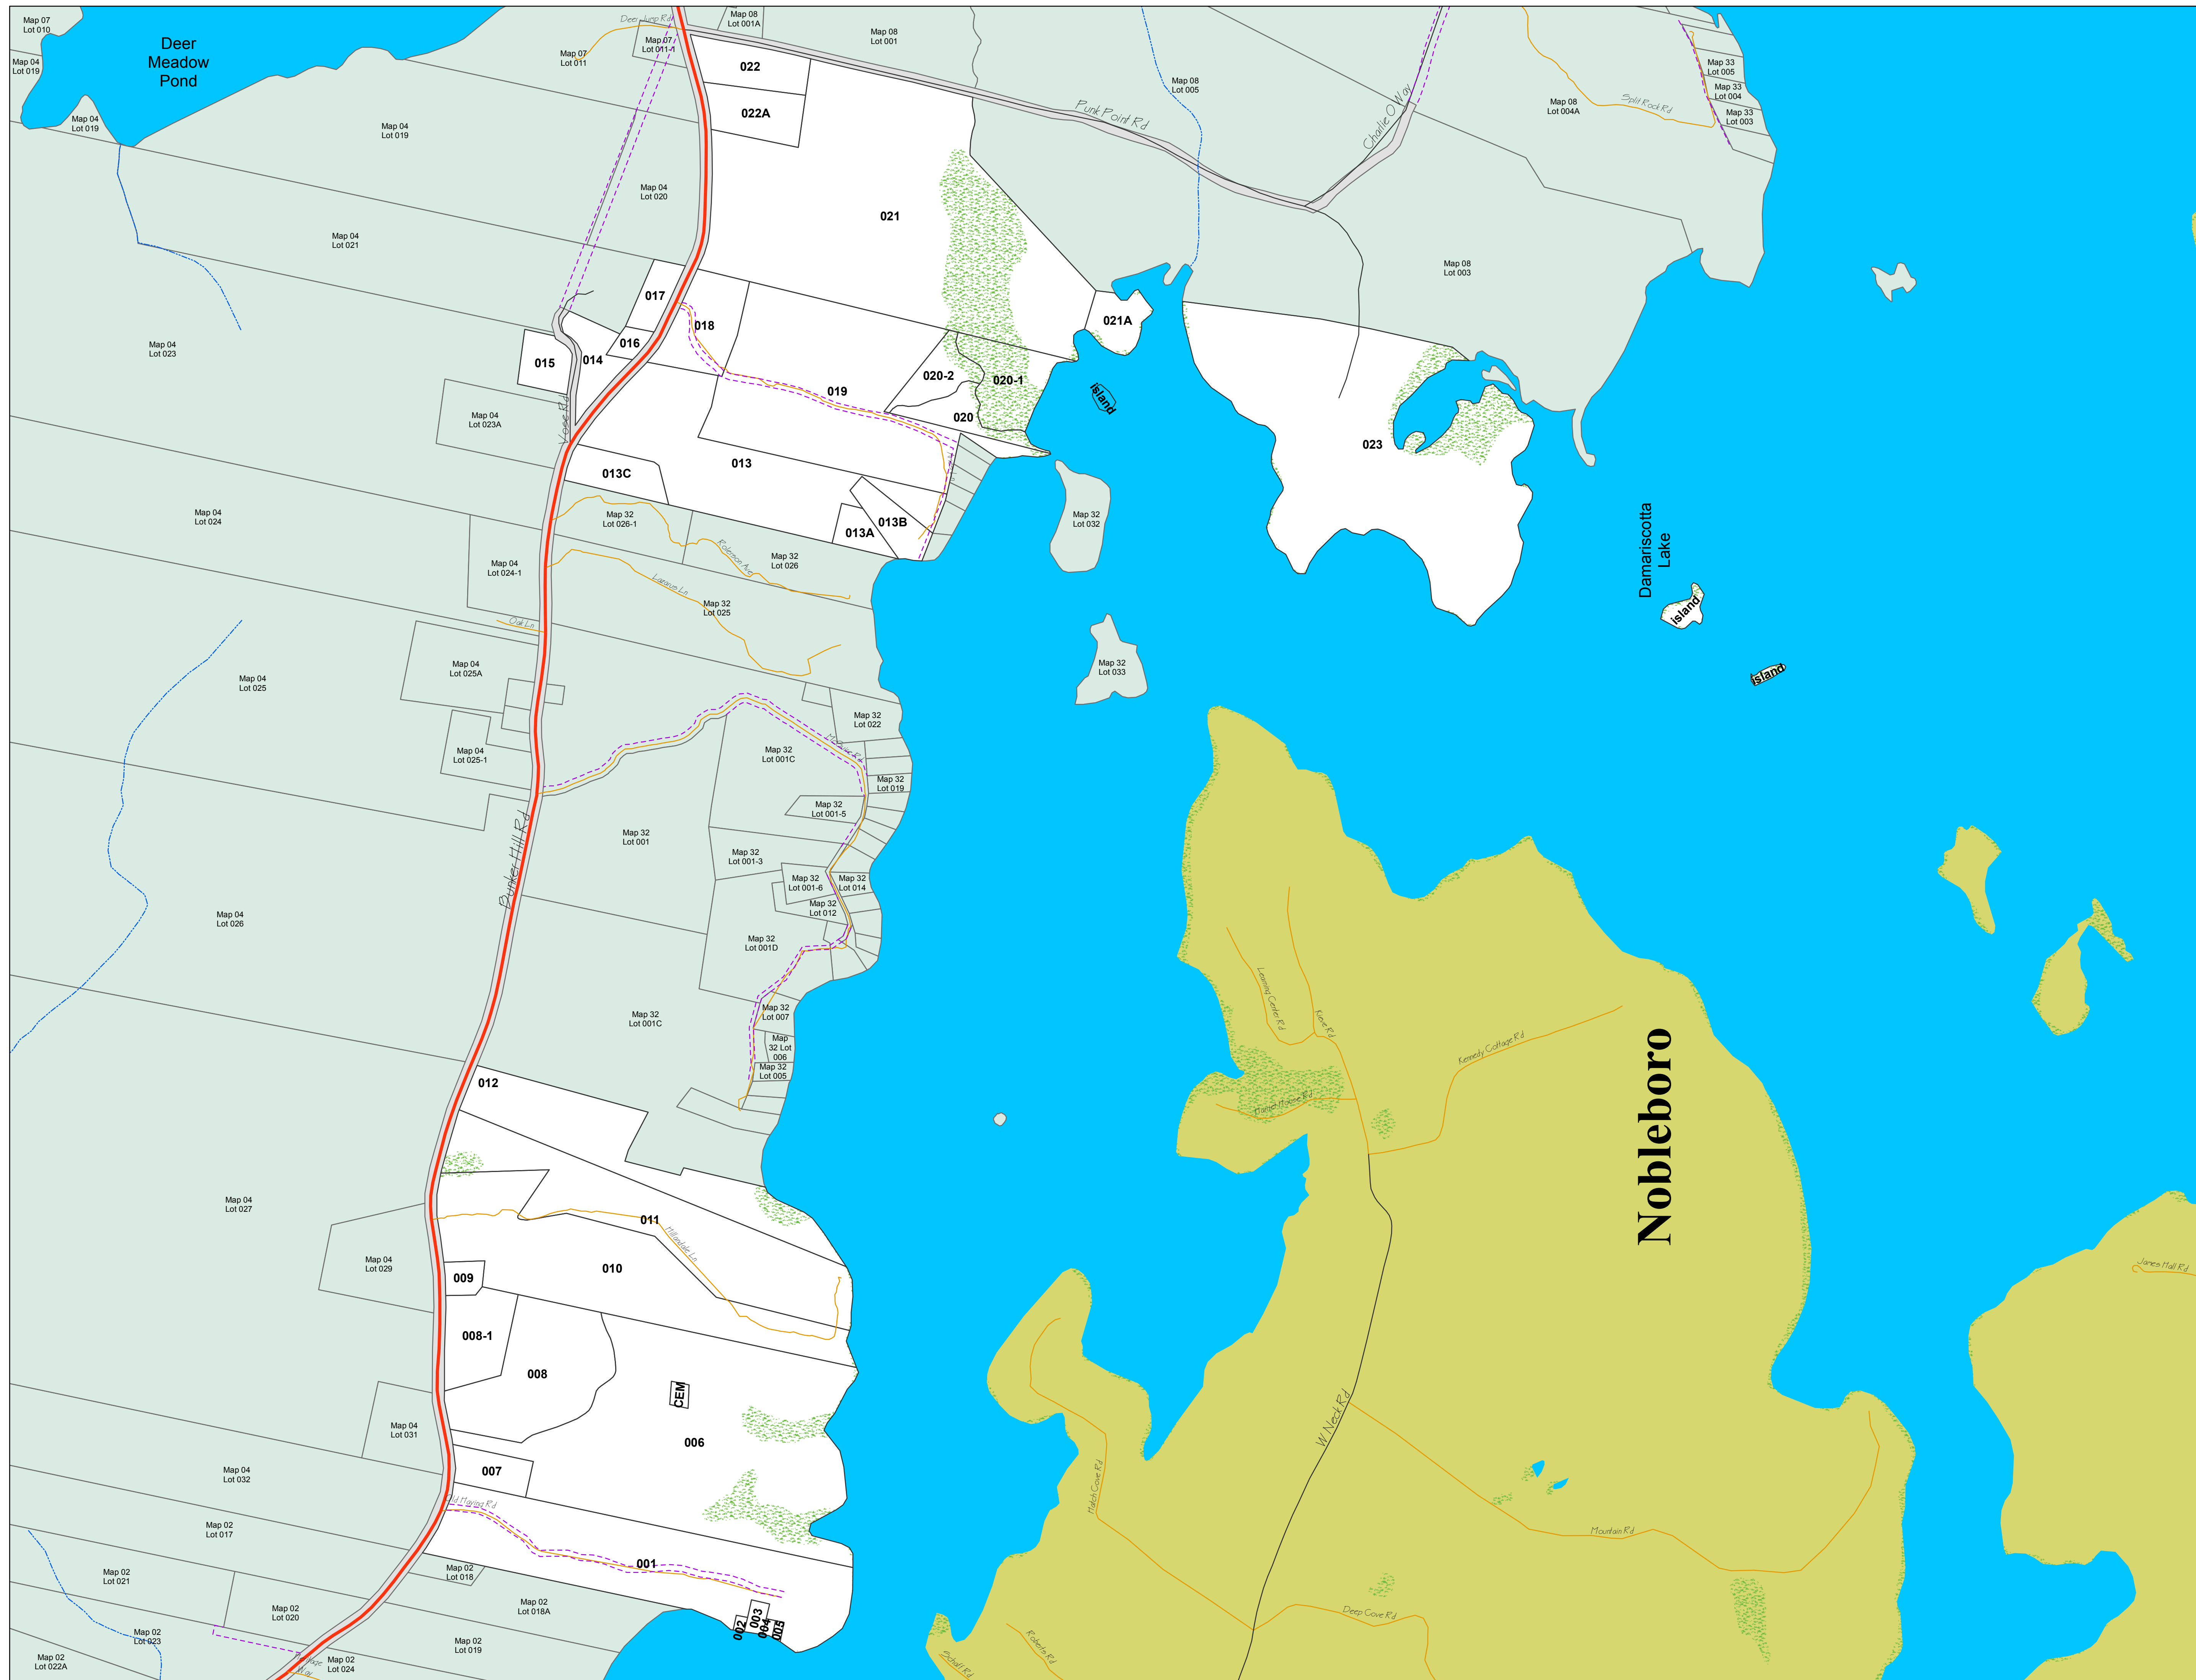 Map 07
Lot 010
Deer
Meadow
Pond
Map 04
Lot 019
Map 04
Lot 019
Map 04
Lot 019
Map 07
Lot 011
Map 07
Lot 011-1
Map 08
Lot 001A
Map 08
Lot 001
Map 08
Lot 005
Punk Point Rd
Charlie O Way
Map 08
Lot 004A
Split Rock Rd
Map 33
Lot 005
Map 33
Lot 004
Map 33
Lot 003
022
022A
021
Map 04
Lot 020
Map 04
Lot 021
Map 08
Lot 003
017
018
021A
016
014
015
Map 04
Lot 023
019
020-2
020-1
020
island
Map 04
Lot 023A
023
013
013C
013B
013A
Map 04
Lot 024
Map 32
Lot 026-1
Map 32
Lot 032
Damariscotta
Lake
Map 04
Lot 024-1
Map 32
Lot 026
Map 32
Lot 025
Oak Ln
island
Map 04
Lot 025A
Map 32
Lot 033
island
Map 04
Lot 025
Map 32
Lot 022
Map 04
Lot 025-1
Map 32
Lot 001C
Map 32
Lot 019
Map 32
Lot 001-5
Bunker Hill Rd
Map 32
Lot 001
Map 32
Lot 001-3
Map 32
Lot 001-6
Map 32
Lot 014
Map 32
Lot 012
Map 04
Lot 026
Map 32
Lot 001D
Learning Center Rd
Kieve Rd
Map 32
Lot 001C
Map 32
Lot 007
Map
32 Lot
006
Map 32
Lot 005
Kennedy Cottage Rd
Nobleboro
012
Map 04
Lot 027
011
Map 04
Lot 029
009
010
James Hall Rd
008-1
008
CEM
Map 04
Lot 031
006
W Neck Rd
007
Map 04
Lot 032
Map 02
Lot 017
Mountain Rd
001
Map 02
Lot 021
Map 02
Lot 018
Map 02
Lot 018A
Map 02
Lot 020
002
003
004
005
Deep Cove Rd
Map 02
Lot 023
Map 02
Lot 019
Roberts Rd
Map 02
Lot 022A
Map 02
Lot 024